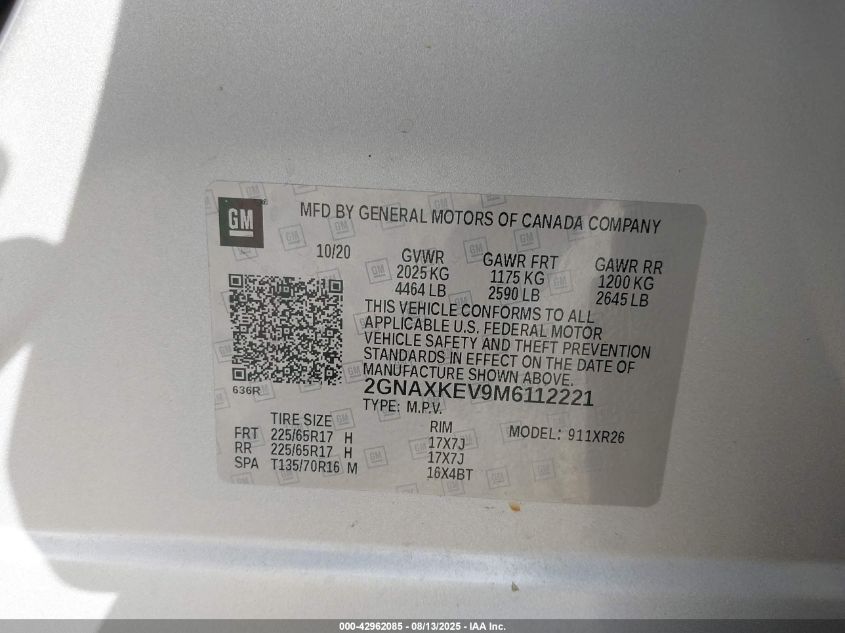 GM
MFD BY GENERAL MOTORS OF CANADA COMPANY
10/20
GVWR GAWR FRT GAWR RR
2025 KG 1175 KG 1200 KG
4464 LB 2590 LB 2645 LB
THIS VEHICLE CONFORMS TO ALL
APPLICABLE U.S. FEDERAL MOTOR
VEHICLE SAFETY AND THEFT PREVENTION
STANDARDS IN EFFECT ON THE DATE OF
MANUFACTURE SHOWN ABOVE.
636R
2GNAXKEV9M6112221
TYPE: M.P.V.
TIRE SIZE RIM MODEL: 911XR26
FRT 225/65R17 H 17X7J
RR 225/65R17 H 17X7J
SPA T135/70R16 M 16X4BT
000-42962085 - 08/13/2025 - IAA Inc.